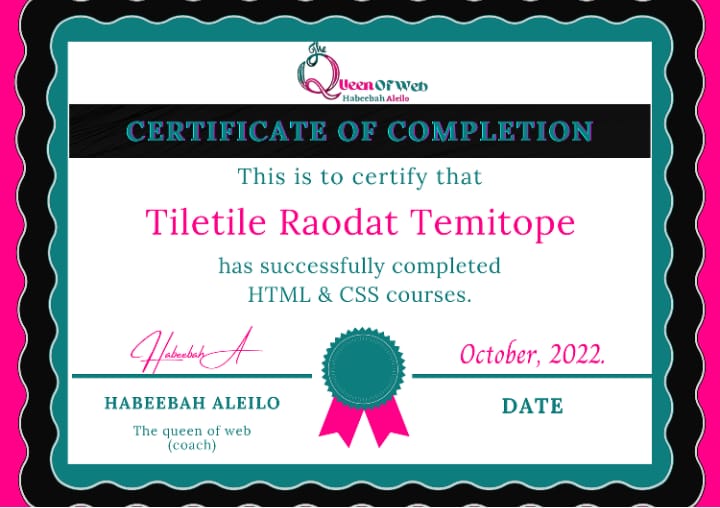 The
Queen Of Web
Habeebah Aleilo
CERTIFICATE OF COMPLETION
This is to certify that
Tiletile Raodat Temitope
has successfully completed
HTML & CSS courses.
Habeebah A
October, 2022.
HABEEBAH ALEILO
DATE
The queen of web
(coach)